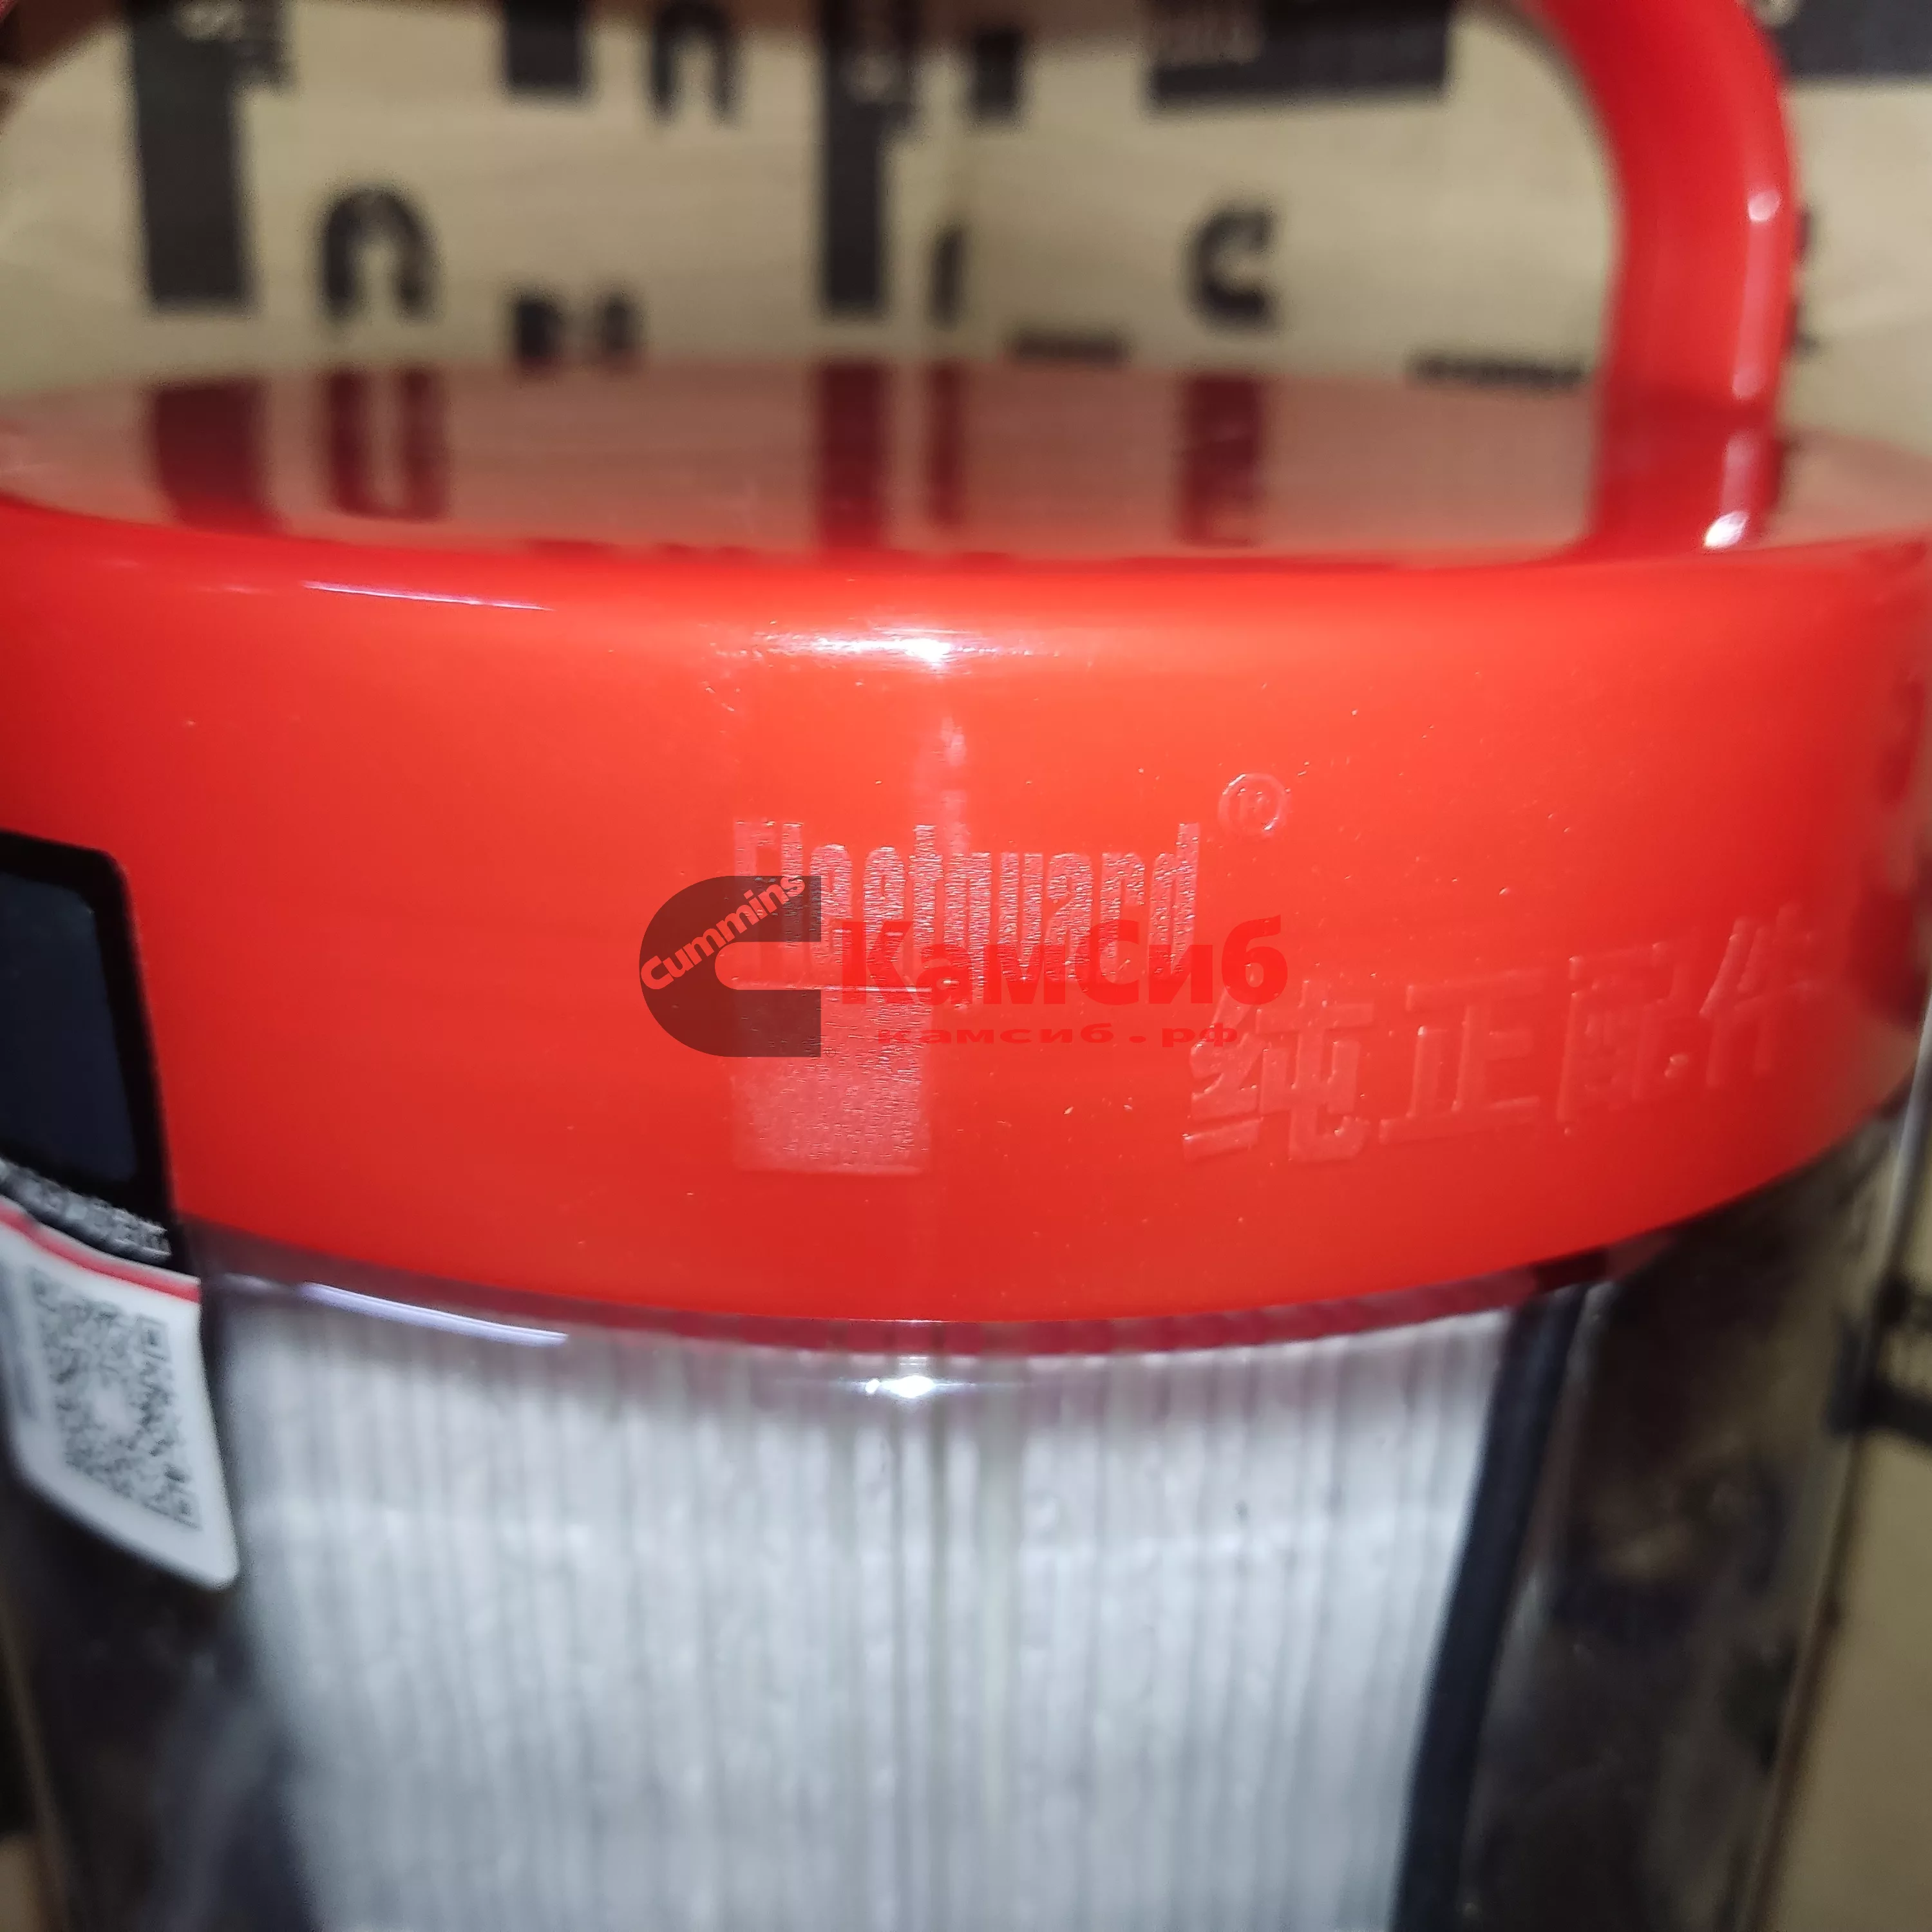 Fleetguard®
Cummins
КамСиб
камсиб.рф
纯正配件